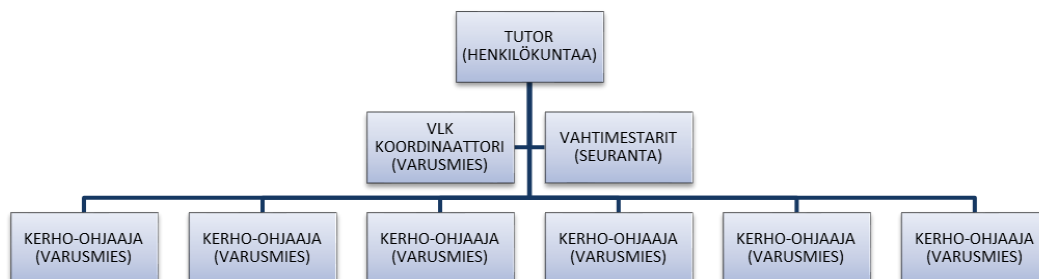 TUTOR
(HENKILÖKUNTAA)
VLK
KOORDINAATTORI
(VARUSMIES)
VAHTIMESTARIT
(SEURANTA)
KERHO-OHJAAJA
(VARUSMIES)
KERHO-OHJAAJA
(VARUSMIES)
KERHO-OHJAAJA
(VARUSMIES)
KERHO-OHJAAJA
(VARUSMIES)
KERHO-OHJAAJA
(VARUSMIES)
KERHO-OHJAAJA
(VARUSMIES)